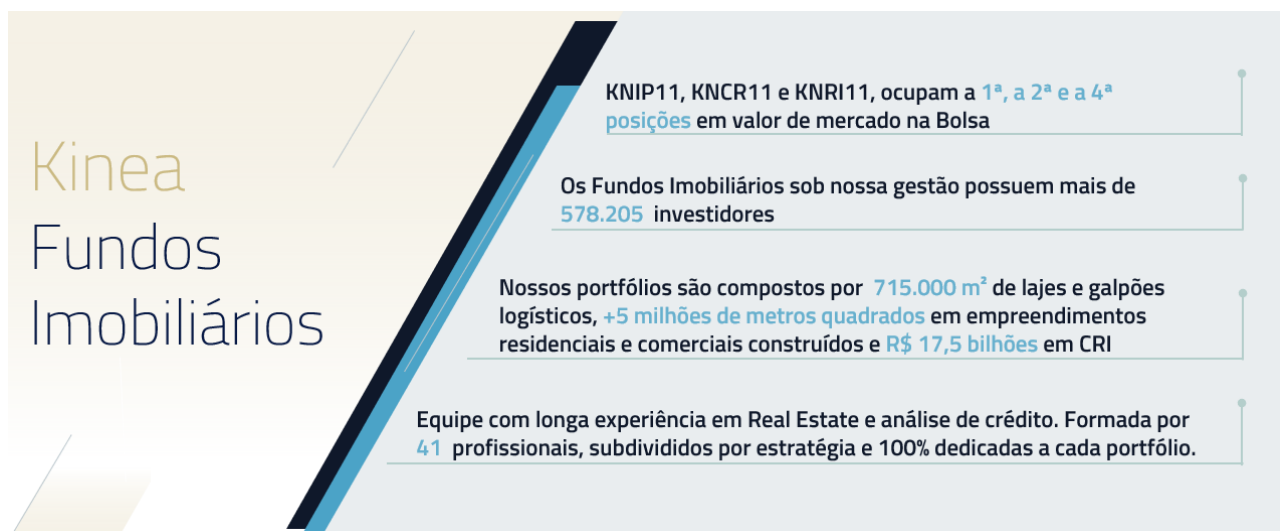 Kinea
Fundos
Imobiliários
KNIP11, KNCR11 e KNRI11, ocupam a 1ª, a 2ª e a 4ª
posições em valor de mercado na Bolsa
Os Fundos Imobiliários sob nossa gestão possuem mais de
578.205 investidores
Nossos portfólios são compostos por 715.000 m² de lajes e galpões
logísticos, +5 milhões de metros quadrados em empreendimentos
residenciais e comerciais construídos e R$ 17,5 bilhões em CRI
Equipe com longa experiência em Real Estate e análise de crédito. Formada por
41 profissionais, subdivididos por estratégia e 100% dedicadas a cada portfólio.